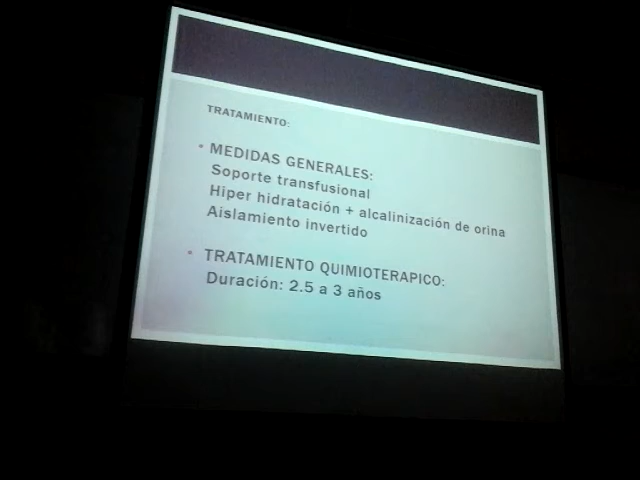 TRATAMIENTO:
• MEDIDAS GENERALES:
Soporte transfusional
Hiper hidratación + alcalinización de orina
Aislamiento invertido
• TRATAMIENTO QUIMIOTERAPICO:
Duración: 2.5 a 3 años